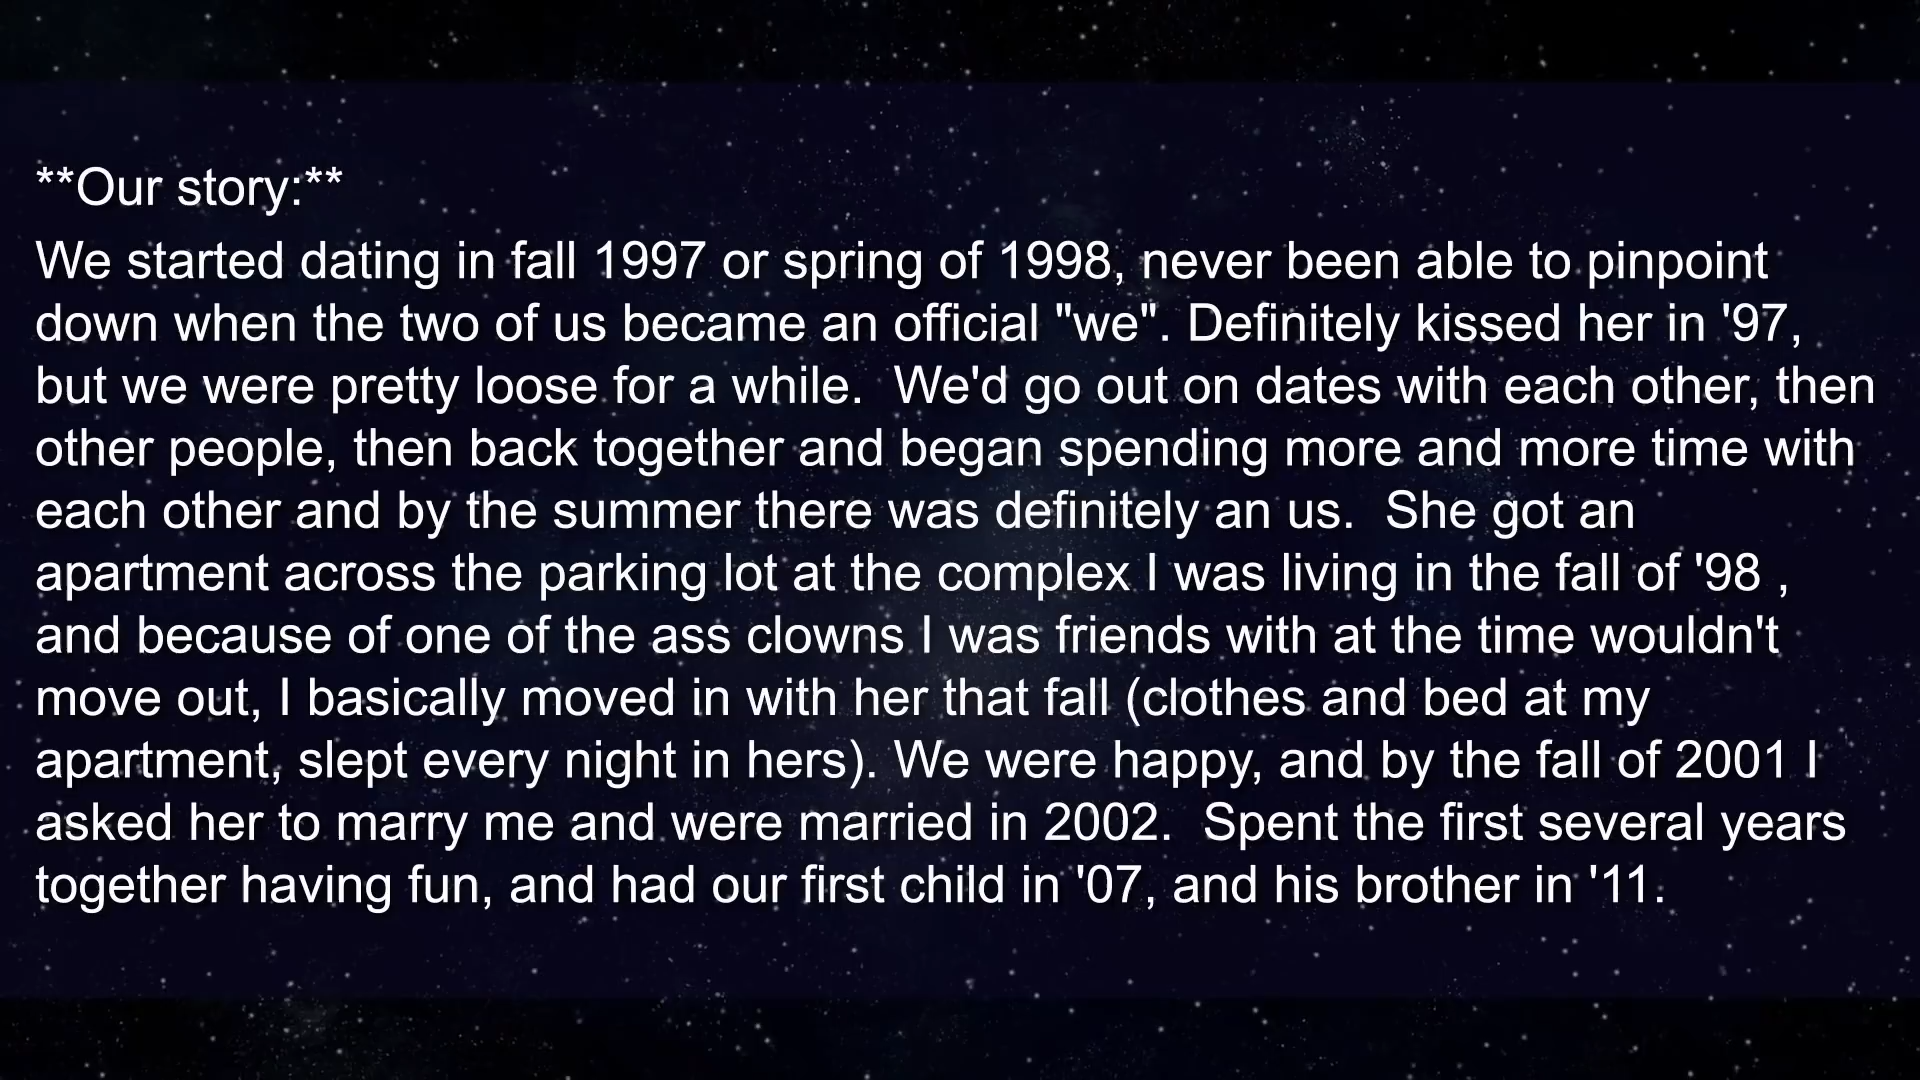 **Our story:**
We started dating in fall 1997 or spring of 1998, never been able to pinpoint
down when the two of us became an official "we". Definitely kissed her in '97,
but we were pretty loose for a while.  We'd go out on dates with each other, then
other people, then back together and began spending more and more time with
each other and by the summer there was definitely an us.  She got an
apartment across the parking lot at the complex I was living in the fall of '98 ,
and because of one of the ass clowns I was friends with at the time wouldn't
move out, I basically moved in with her that fall (clothes and bed at my
apartment, slept every night in hers). We were happy, and by the fall of 2001 I
asked her to marry me and were married in 2002.  Spent the first several years
together having fun, and had our first child in '07, and his brother in '11.